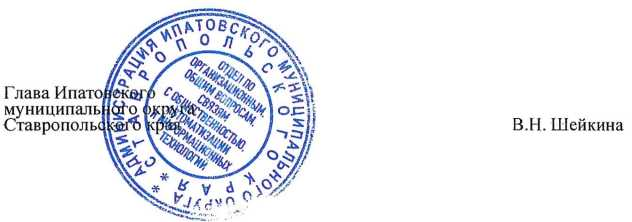 Глава Ипатовского
муниципального округа
Ставропольского края
В.Н. Шейкина
* АДМИНИСТРАЦИЯ ИПАТОВСКОГО МУНИЦИПАЛЬНОГО ОКРУГА
* СТАВРОПОЛЬСКОГО КРАЯ
ОТДЕЛ ПО
ОРГАНИЗАЦИОННЫМ,
ОБЩИМ ВОПРОСАМ,
СВЯЗЯМ
С ОБЩЕСТВЕННОСТЬЮ,
АВТОМАТИЗАЦИИ
И ИНФОРМАЦИОННЫХ
ТЕХНОЛОГИЙ